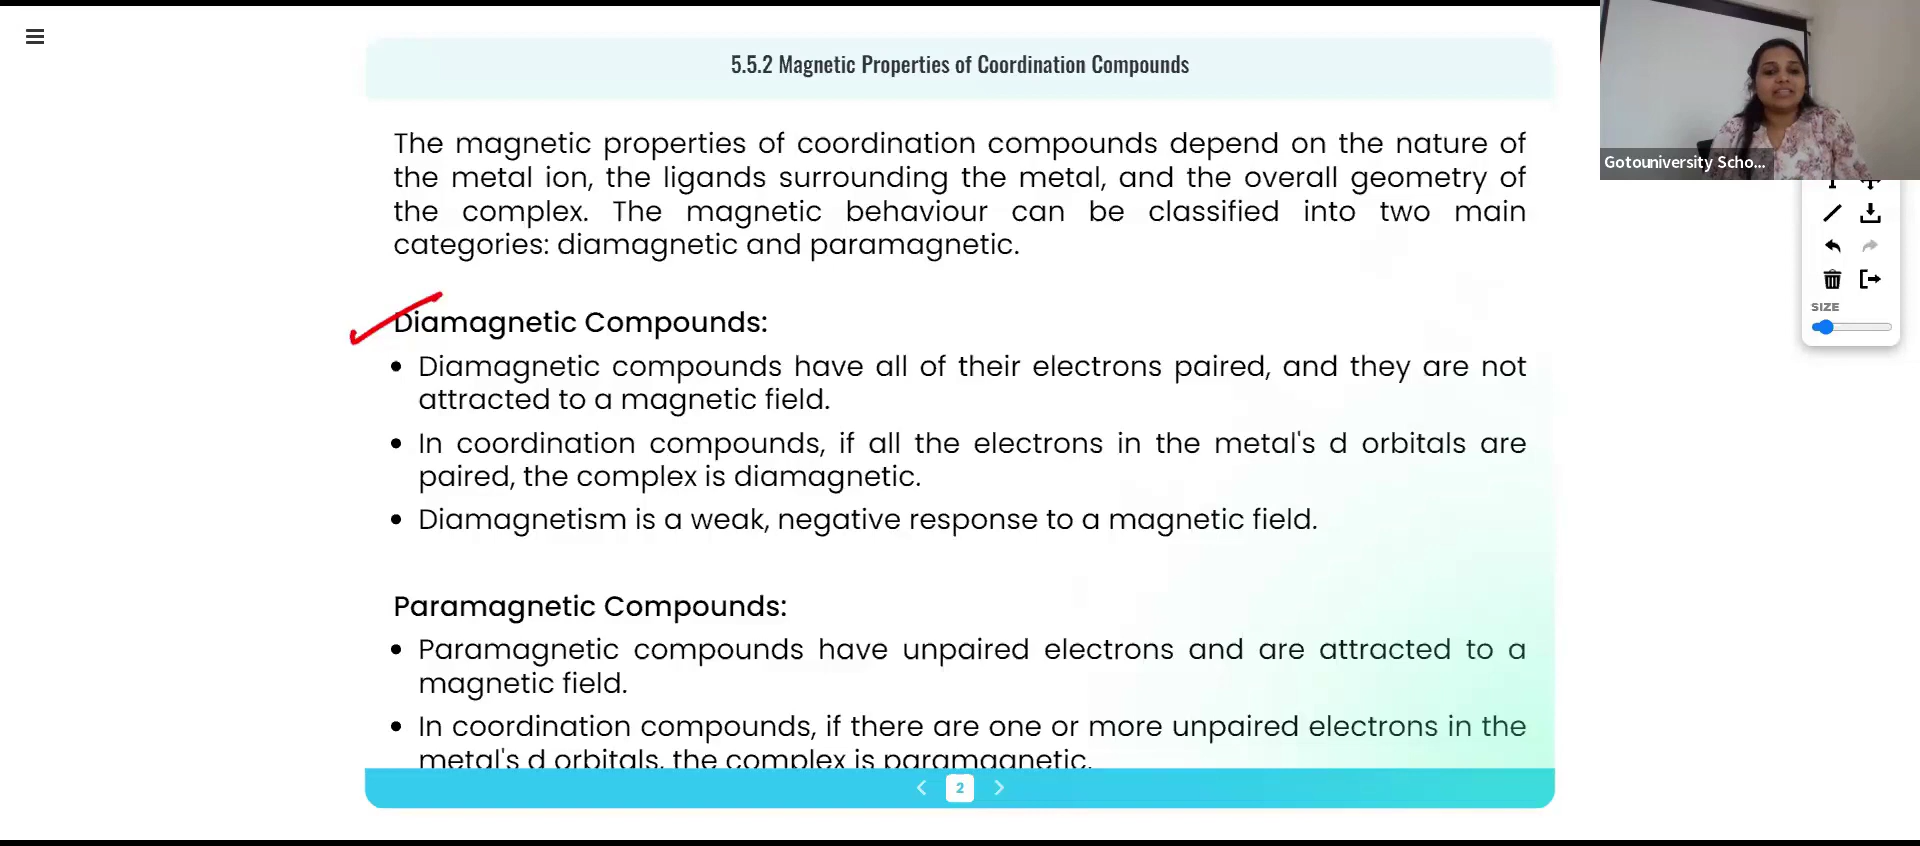 5.5.2 Magnetic Properties of Coordination Compounds
The magnetic properties of coordination compounds depend on the nature of
the metal ion, the ligands surrounding the metal, and the overall geometry of
the complex. The magnetic behaviour can be classified into two main
categories: diamagnetic and paramagnetic.
Diamagnetic Compounds:
• Diamagnetic compounds have all of their electrons paired, and they are not
attracted to a magnetic field.
• In coordination compounds, if all the electrons in the metal's d orbitals are
paired, the complex is diamagnetic.
• Diamagnetism is a weak, negative response to a magnetic field.
Paramagnetic Compounds:
• Paramagnetic compounds have unpaired electrons and are attracted to a
magnetic field.
• In coordination compounds, if there are one or more unpaired electrons in the
metal's d orbitals, the complex is paramagnetic.
2
Gotouniversity Scho...
SIZE